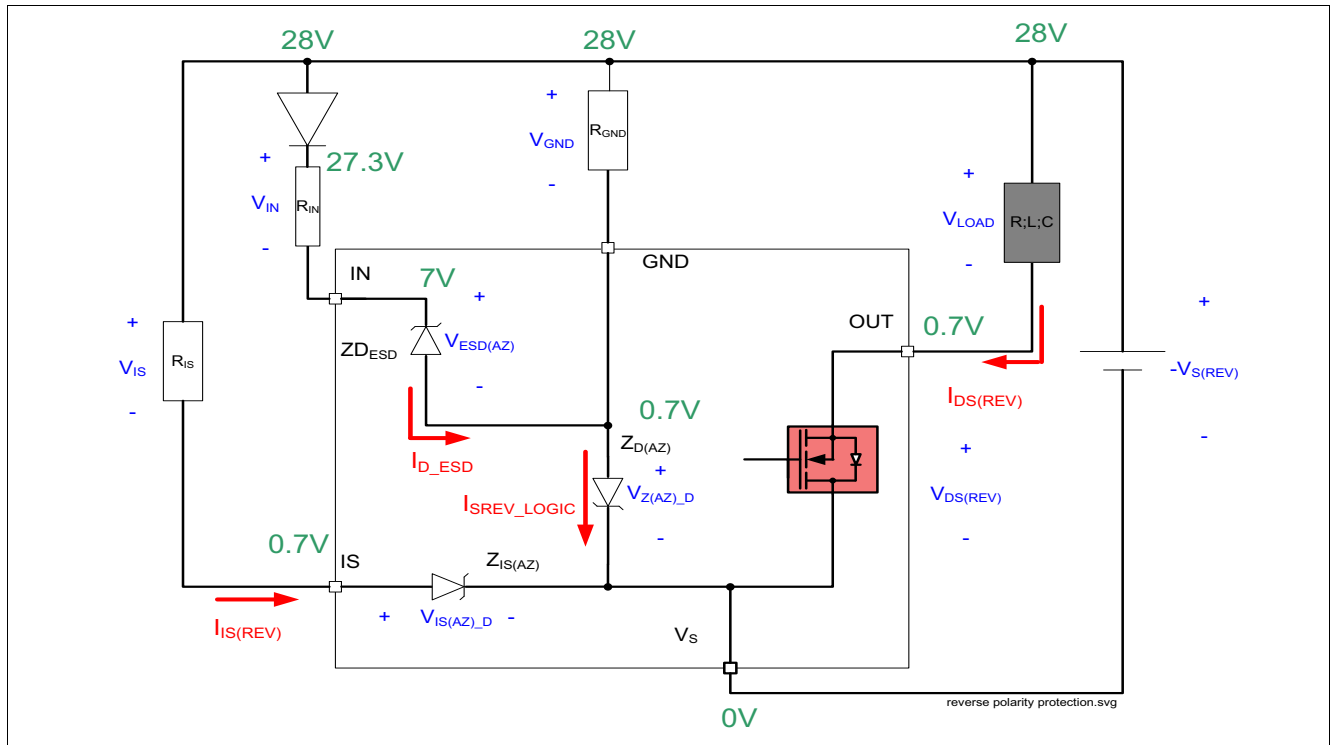 28V
28V
28V
+
VGND
-
RGND
+
VIN
-
RIN
27.3V
+
VLOAD
-
R;L;C
GND
IN
7V
+
VESD(AZ)
-
ZDESD
OUT
0.7V
+
-VS(REV)
-
+
VIS
-
RIS
IDS(REV)
0.7V
ZD(AZ)
ID_ESD
+
VZ(AZ)_D
-
ISREV_LOGIC
+
VDS(REV)
-
0.7V
IS
ZIS(AZ)
IIS(REV)
+
VIS(AZ)_D
-
VS
0V
reverse polarity protection.svg